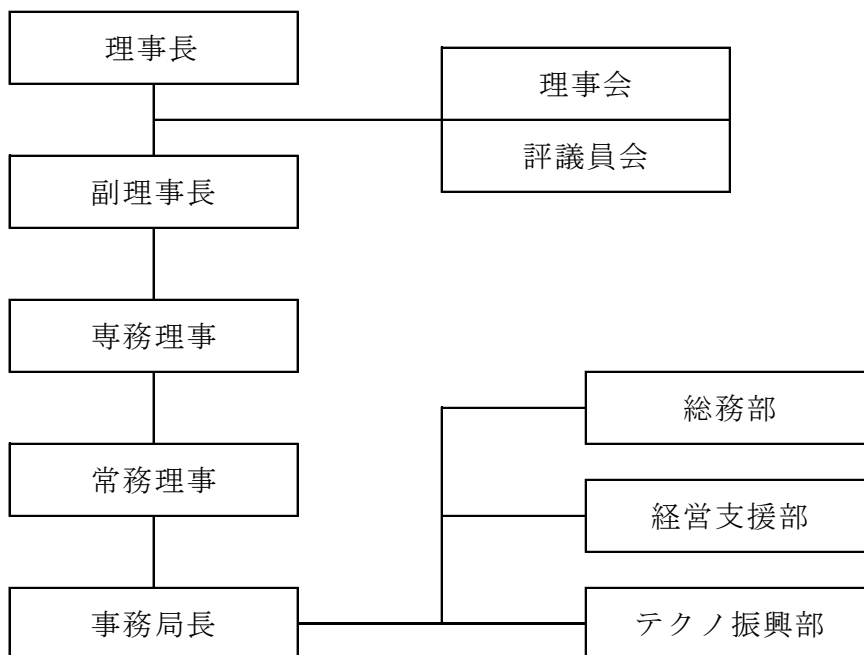 理事長
理事会
評議員会
副理事長
専務理事
総務部
常務理事
経営支援部
事務局長
テクノ振興部